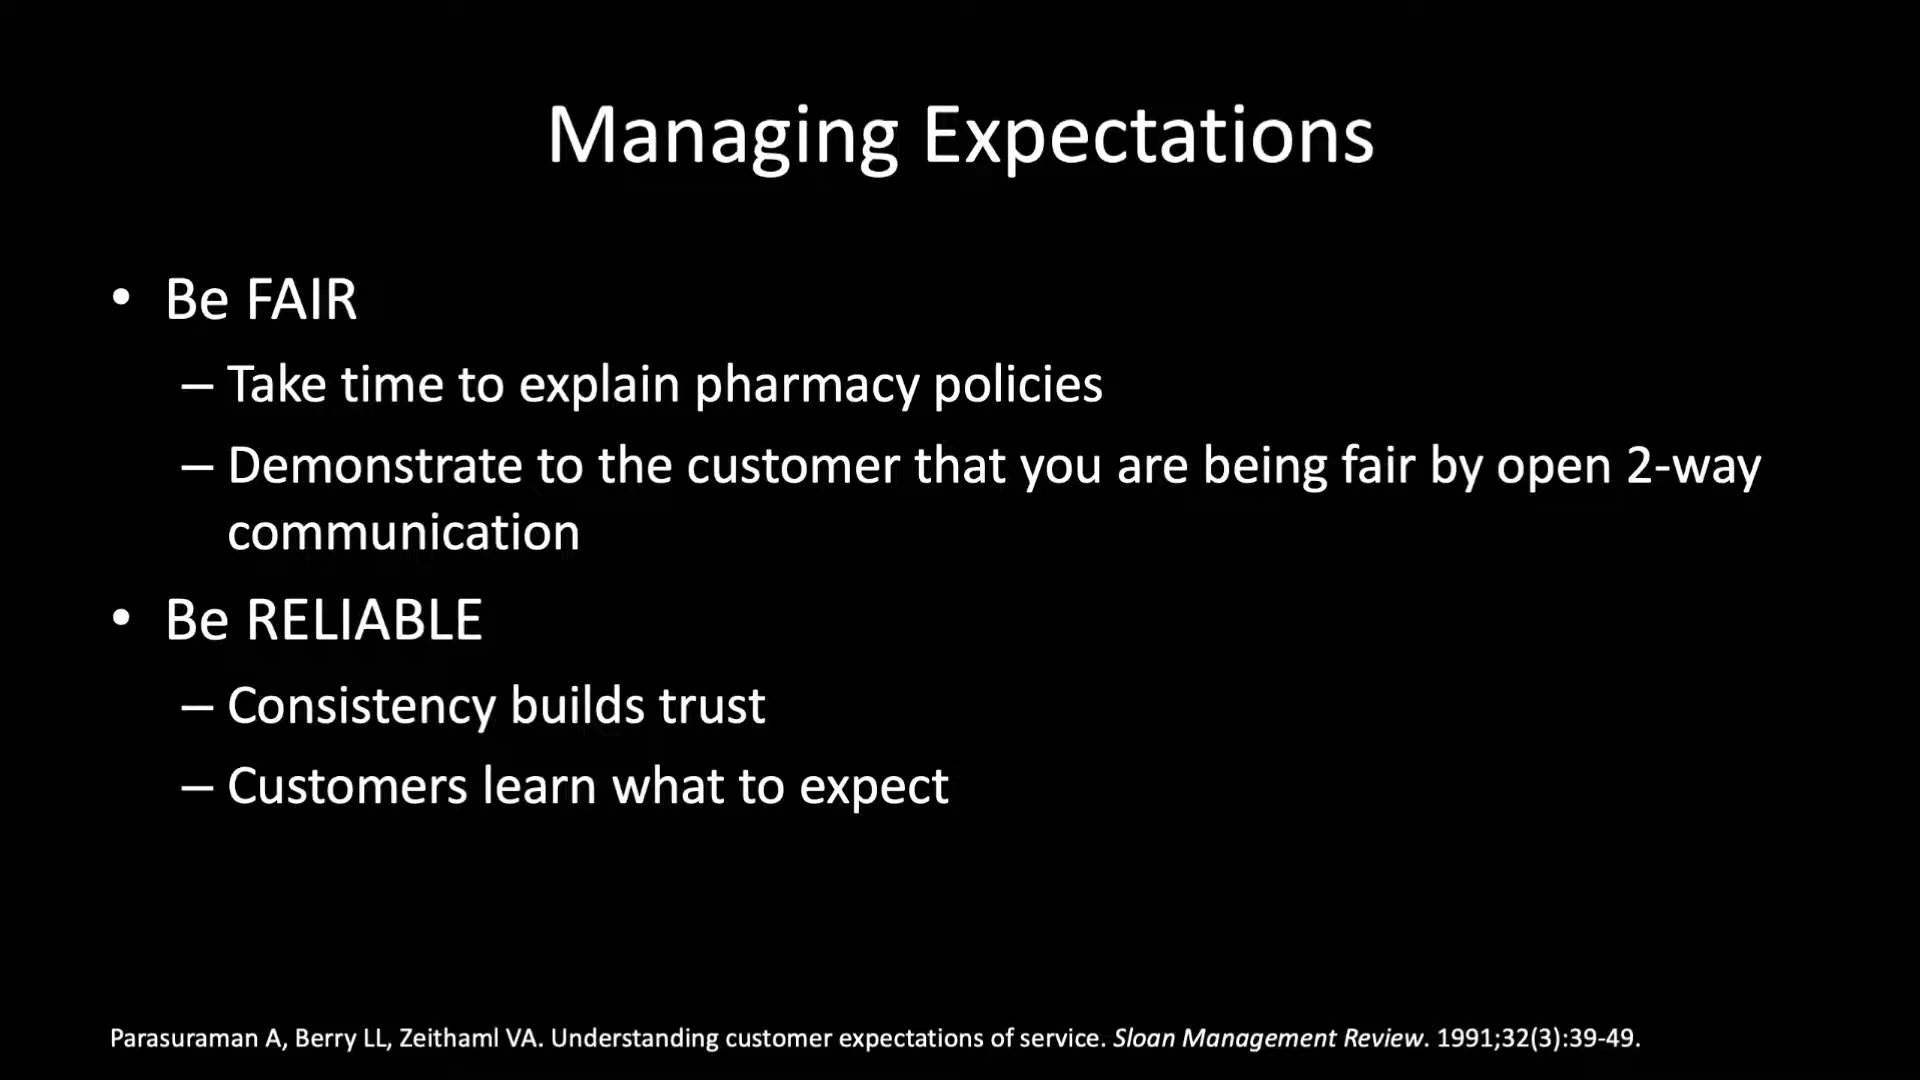 Managing Expectations
• Be FAIR
– Take time to explain pharmacy policies
– Demonstrate to the customer that you are being fair by open 2-way
communication
• Be RELIABLE
– Consistency builds trust
– Customers learn what to expect
Parasuraman A, Berry LL, Zeithaml VA. Understanding customer expectations of service. Sloan Management Review. 1991;32(3):39-49.